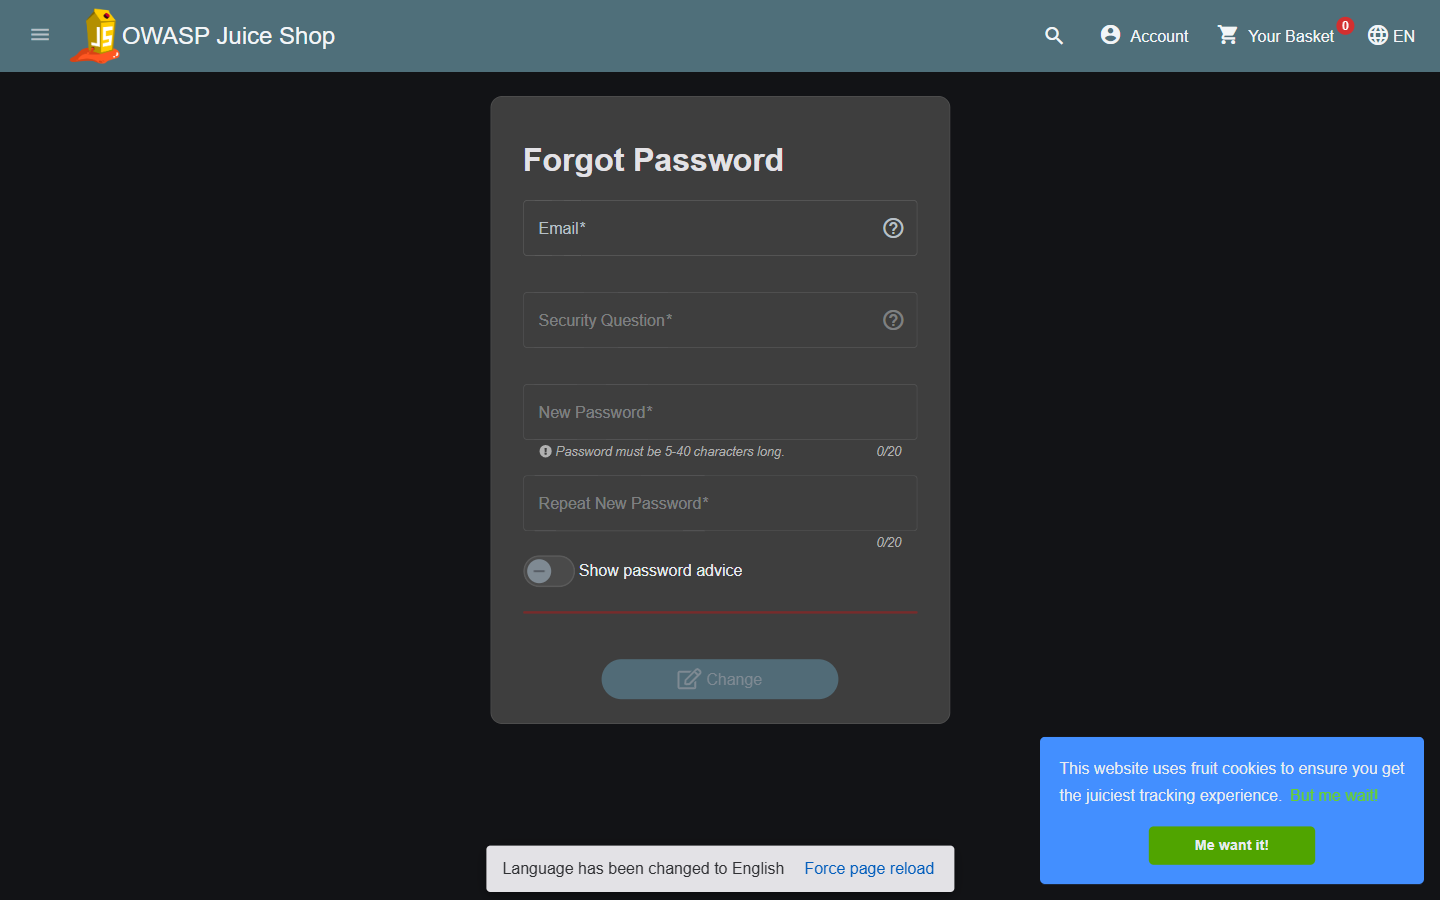 OWASP Juice Shop
Account
Your Basket
0
EN
Forgot Password
Email*
Security Question*
New Password*
Password must be 5-40 characters long.
0/20
Repeat New Password*
0/20
Show password advice
Change
This website uses fruit cookies to ensure you get
the juiciest tracking experience. But me wait!
Me want it!
Language has been changed to English
Force page reload